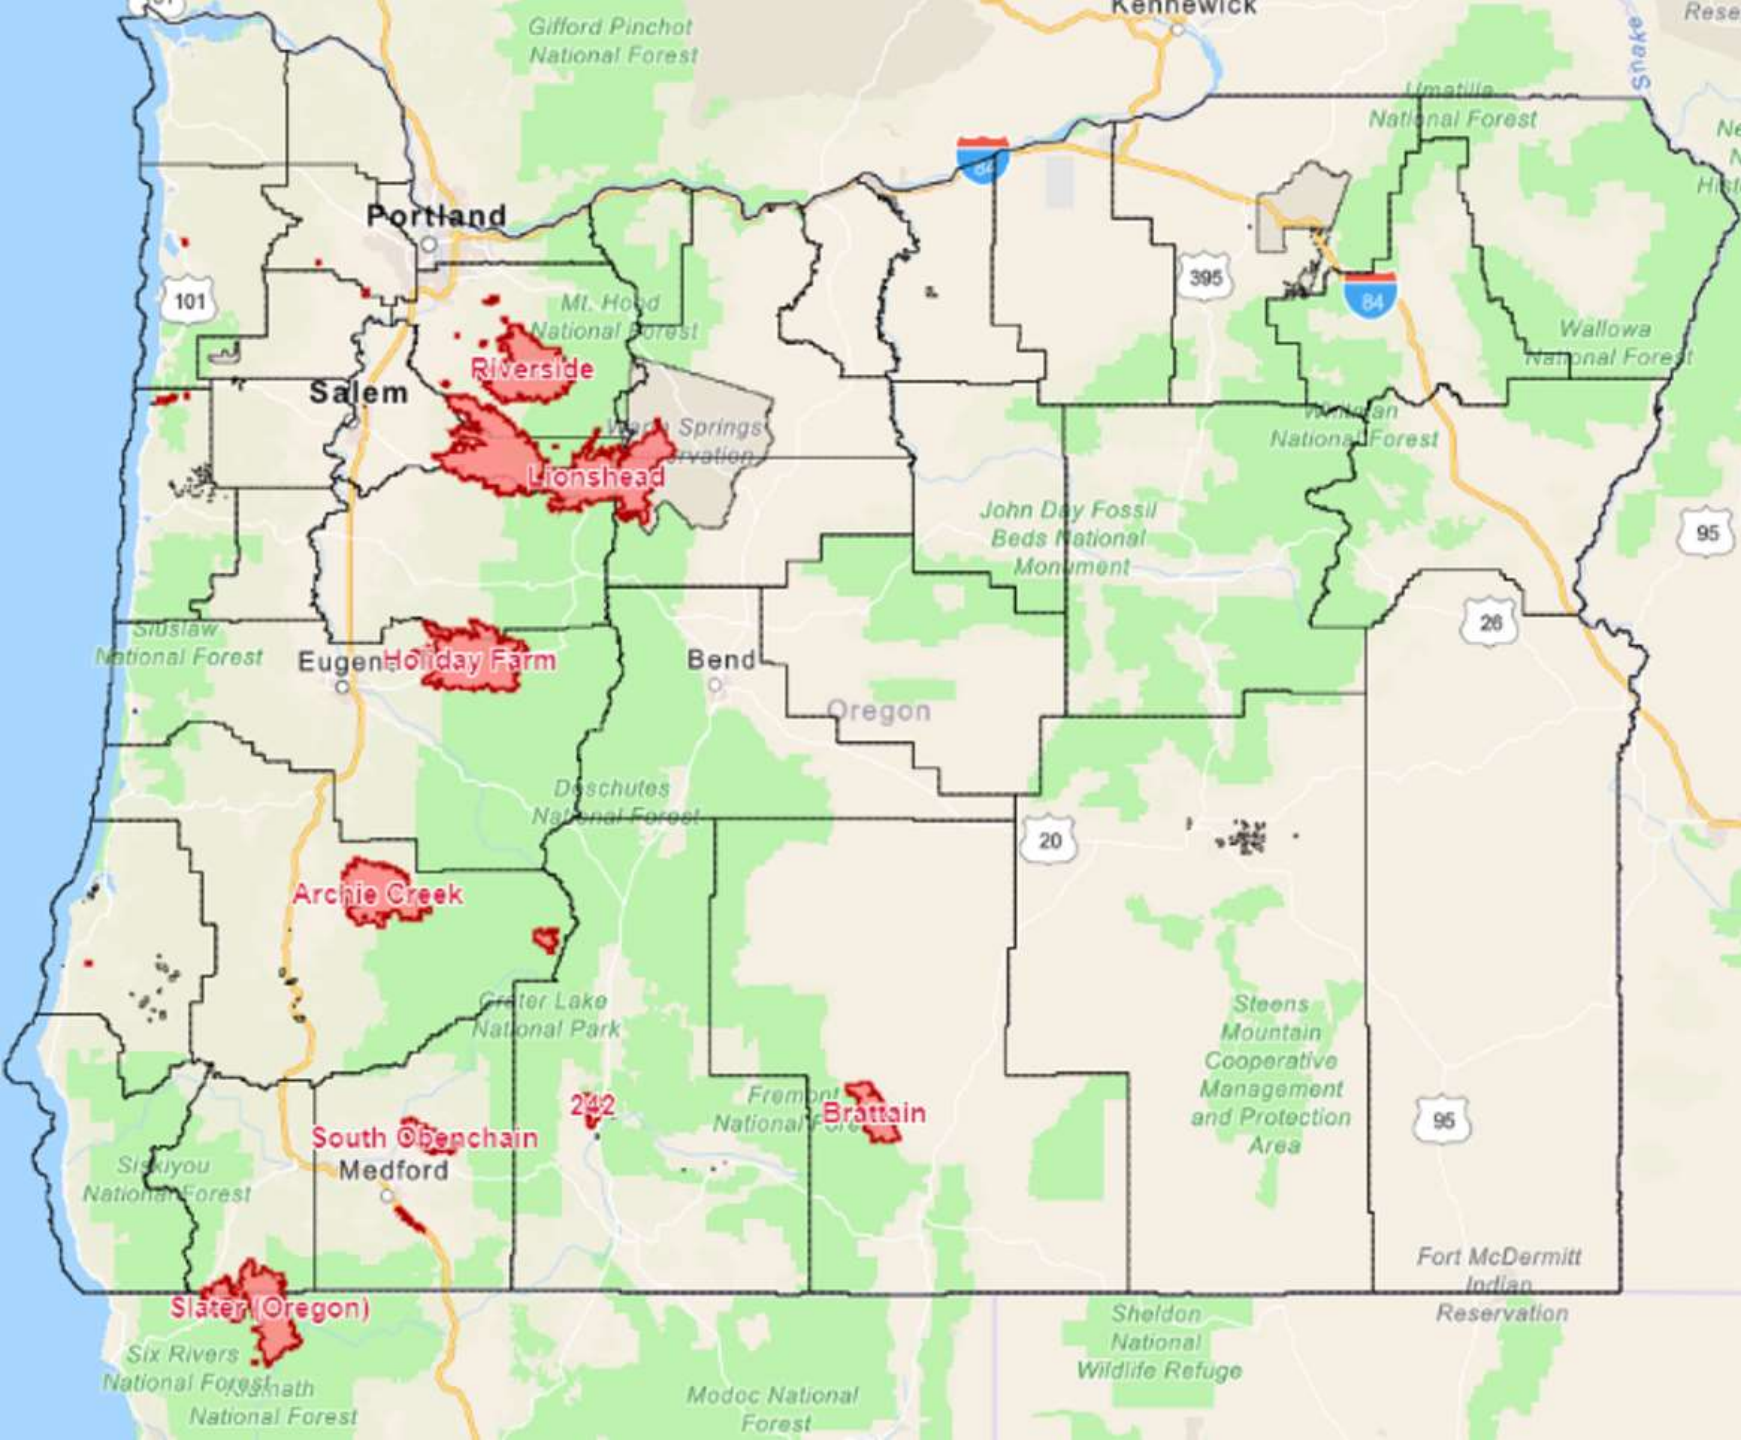 Kennewick
Rese
Gifford Pinchot
National Forest
Snake
Umatilla
National Forest
84
Portland
395
101
84
Mt. Hood
National Forest
Wallowa
National Forest
Riverside
Salem
Whitman
National Forest
Warm Springs
Lionshead
John Day Fossil
Beds National
Monument
95
26
Siuslaw
National Forest
Holiday Farm
Bend
Oregon
Deschutes
National Forest
20
Archie Creek
Crater Lake
National Park
Steens
Mountain
Cooperative
Management
and Protection
Area
242
Fremont
Brattain
95
South Obenchain
Medford
Siskiyou
National Forest
Fort McDermitt
Indian
Reservation
Slater (Oregon)
Sheldon
National
Wildlife Refuge
Six Rivers
National Forest
National Forest
Modoc National
Forest